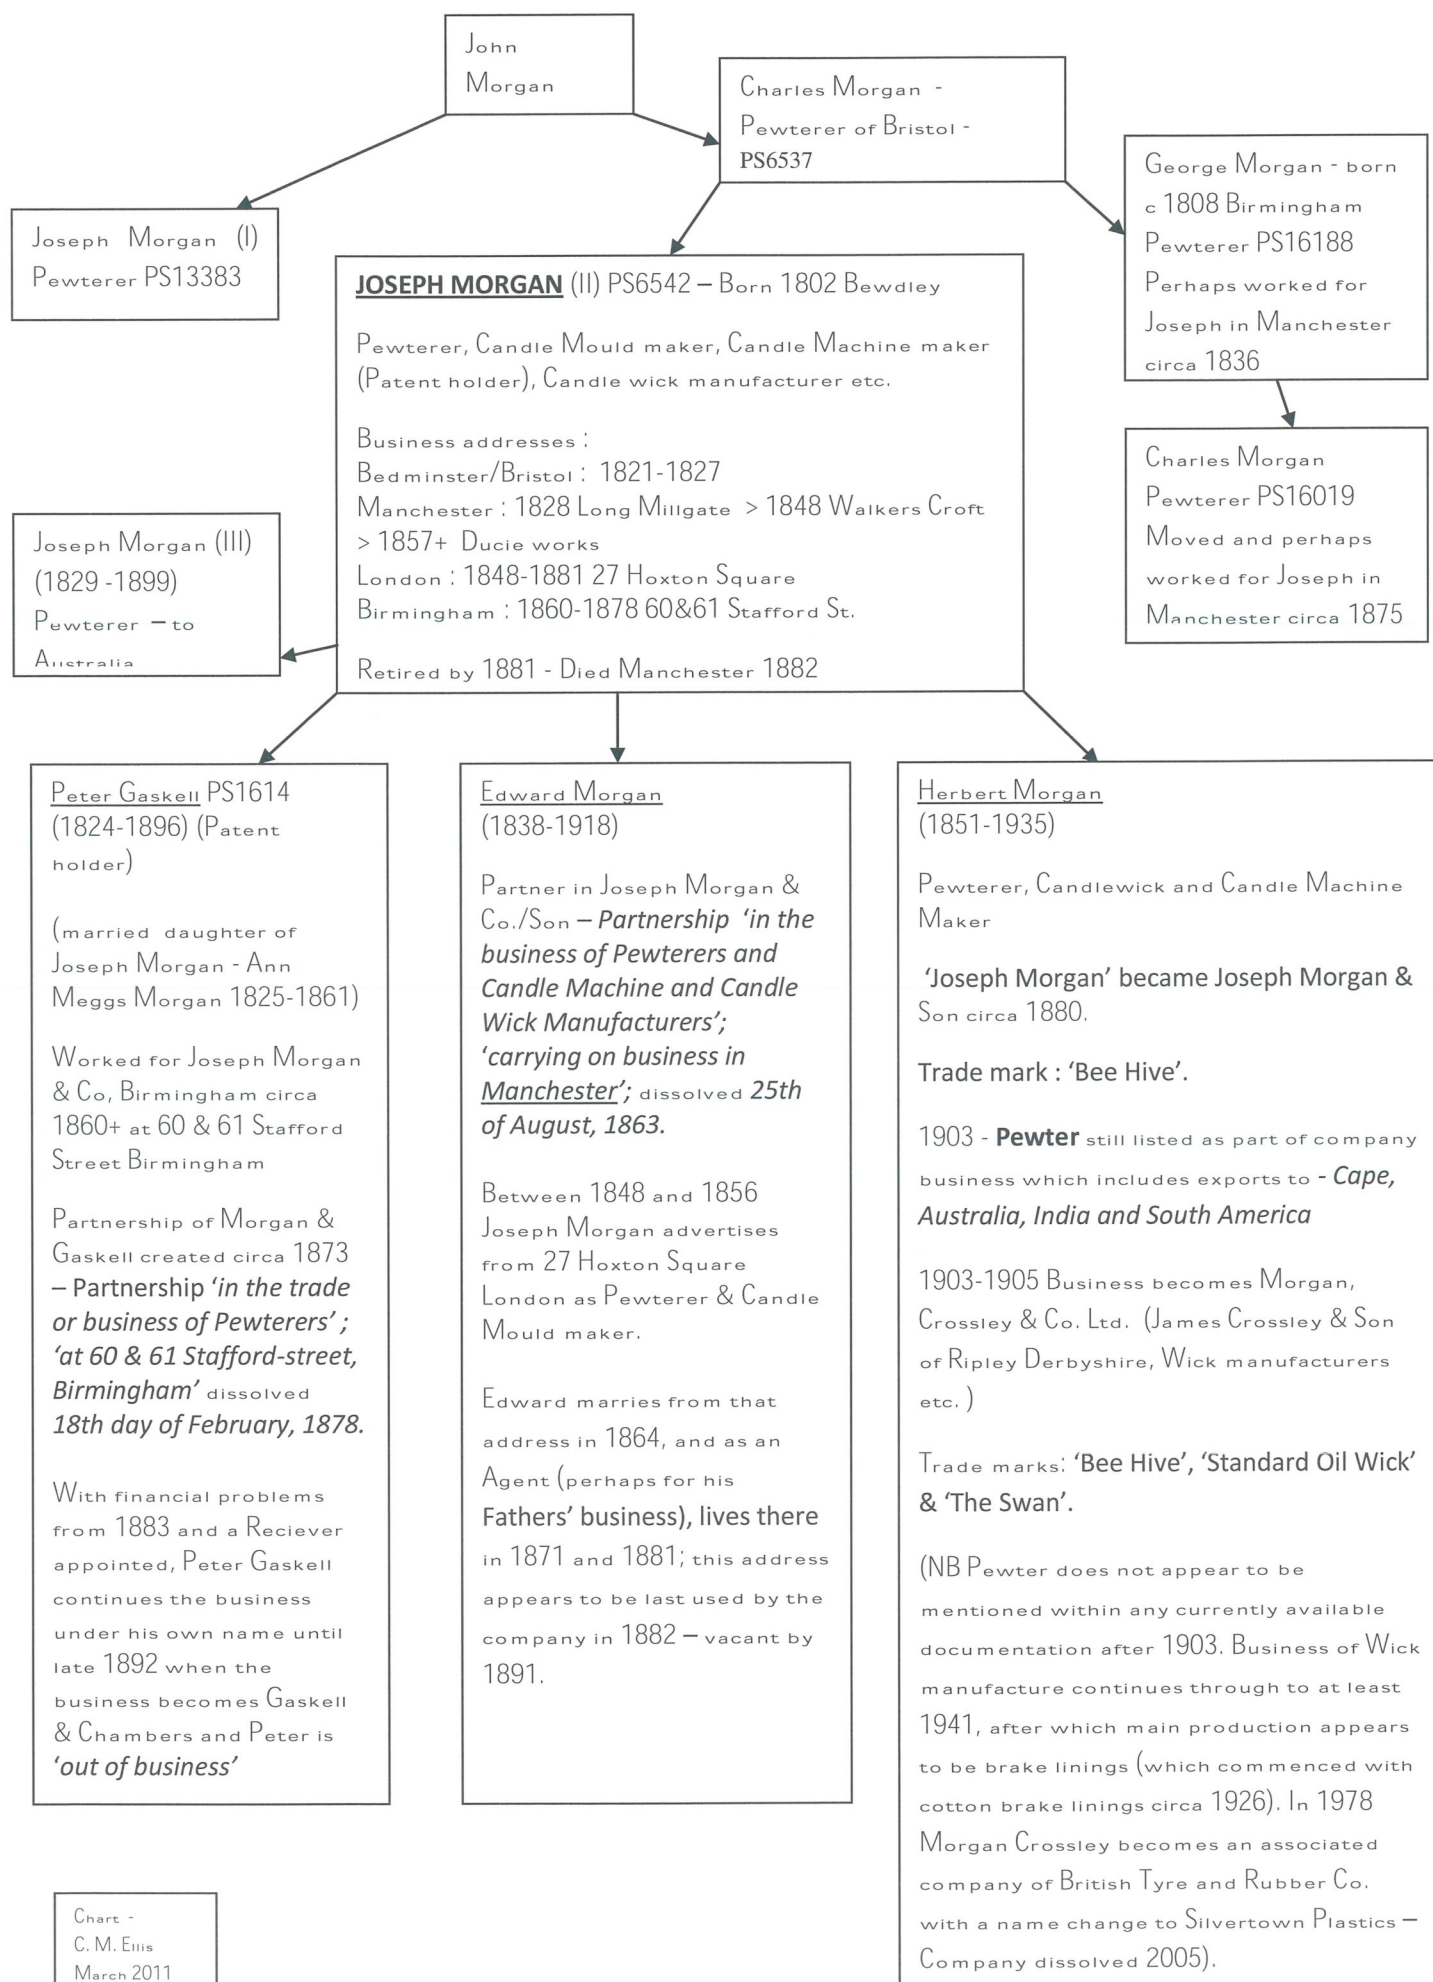 John
Morgan
Charles Morgan -
Pewterer of Bristol -
PS6537
George Morgan - born
c 1808 Birmingham
Pewterer PS16188
Perhaps worked for
Joseph in Manchester
circa 1836
Joseph Morgan (I)
Pewterer PS13383
JOSEPH MORGAN (II) PS6542 – Born 1802 Bewdley
Pewterer, Candle Mould maker, Candle Machine maker
(Patent holder), Candle wick manufacturer etc.
Business addresses :
Bedminster/Bristol : 1821-1827
Manchester : 1828 Long Millgate > 1848 Walkers Croft
> 1857+ Ducie works
London : 1848-1881 27 Hoxton Square
Birmingham : 1860-1878 60&61 Stafford St.
Retired by 1881 - Died Manchester 1882
Charles Morgan
Pewterer PS16019
Moved and perhaps
worked for Joseph in
Manchester circa 1875
Joseph Morgan (III)
(1829 -1899)
Pewterer – to
Australia
Peter Gaskell PS1614
(1824-1896) (Patent
holder)
(married daughter of
Joseph Morgan - Ann
Meggs Morgan 1825-1861)
Worked for Joseph Morgan
& Co, Birmingham circa
1860+ at 60 & 61 Stafford
Street Birmingham
Partnership of Morgan &
Gaskell created circa 1873
– Partnership ‘in the trade
or business of Pewterers’ ;
‘at 60 & 61 Stafford-street,
Birmingham’ dissolved
18th day of February, 1878.
With financial problems
from 1883 and a Reciever
appointed, Peter Gaskell
continues the business
under his own name until
late 1892 when the
business becomes Gaskell
& Chambers and Peter is
‘out of business’
Edward Morgan
(1838-1918)
Partner in Joseph Morgan &
Co./Son – Partnership ‘in the
business of Pewterers and
Candle Machine and Candle
Wick Manufacturers’;
‘carrying on business in
Manchester’; dissolved 25th
of August, 1863.
Between 1848 and 1856
Joseph Morgan advertises
from 27 Hoxton Square
London as Pewterer & Candle
Mould maker.
Edward marries from that
address in 1864, and as an
Agent (perhaps for his
Fathers’ business), lives there
in 1871 and 1881; this address
appears to be last used by the
company in 1882 – vacant by
1891.
Herbert Morgan
(1851-1935)
Pewterer, Candlewick and Candle Machine
Maker
‘Joseph Morgan’ became Joseph Morgan &
Son circa 1880.
Trade mark : ‘Bee Hive’.
1903 - Pewter still listed as part of company
business which includes exports to - Cape,
Australia, India and South America
1903-1905 Business becomes Morgan,
Crossley & Co. Ltd. (James Crossley & Son
of Ripley Derbyshire, Wick manufacturers
etc. )
Trade marks: ‘Bee Hive’, ‘Standard Oil Wick’
& ‘The Swan’.
(NB Pewter does not appear to be
mentioned within any currently available
documentation after 1903. Business of Wick
manufacture continues through to at least
1941, after which main production appears
to be brake linings (which commenced with
cotton brake linings circa 1926). In 1978
Morgan Crossley becomes an associated
company of British Tyre and Rubber Co.
with a name change to Silvertown Plastics –
Company dissolved 2005).
Chart -
C. M. Ellis
March 2011